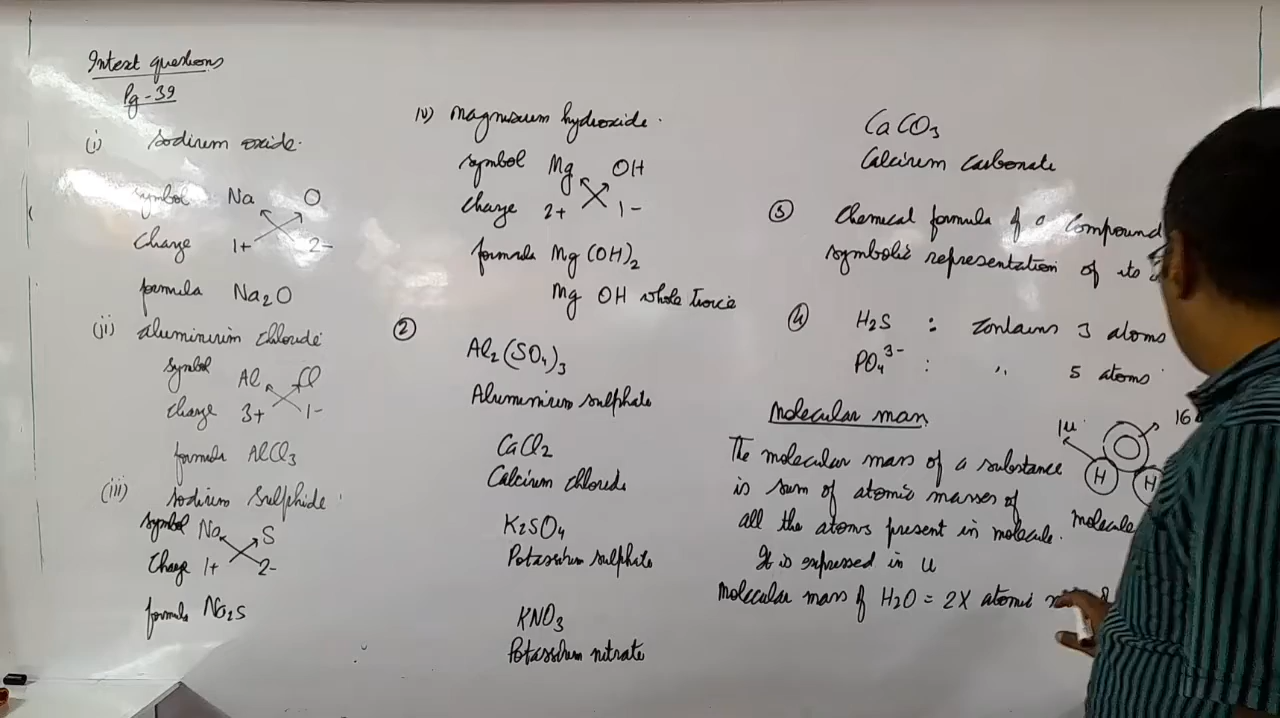 Intext questions
Pg - 39
(i) Sodium oxide.
symbol Na O
Charge 1+ 2-
formula Na₂O
(ii) Aluminium chloride
symbol Al Cl
Charge 3+ 1-
formula AlCl₃
(iii) Sodium Sulphide
symbol Na S
Charge 1+ 2-
formula Na₂S
iv) Magnesium hydroxide.
symbol Mg OH
Charge 2+ 1-
formula Mg(OH)₂
Mg OH whole twice
②
Al₂(SO₄)₃
Aluminium sulphate
CaCl₂
Calcium chloride
K₂SO₄
Potassium sulphate
KNO₃
Potassium nitrate
CaCO₃
Calcium carbonate
③ Chemical formula of a compound
symbolic representation of its
④ H₂S : contains 3 atoms
PO₄³⁻ : ,, 5 atoms
Molecular mass
The molecular mass of a substance
is sum of atomic masses of
all the atoms present in molecule.
It is expressed in u
Molecular mass of H₂O = 2X atomic
1u 16
H H
molecule